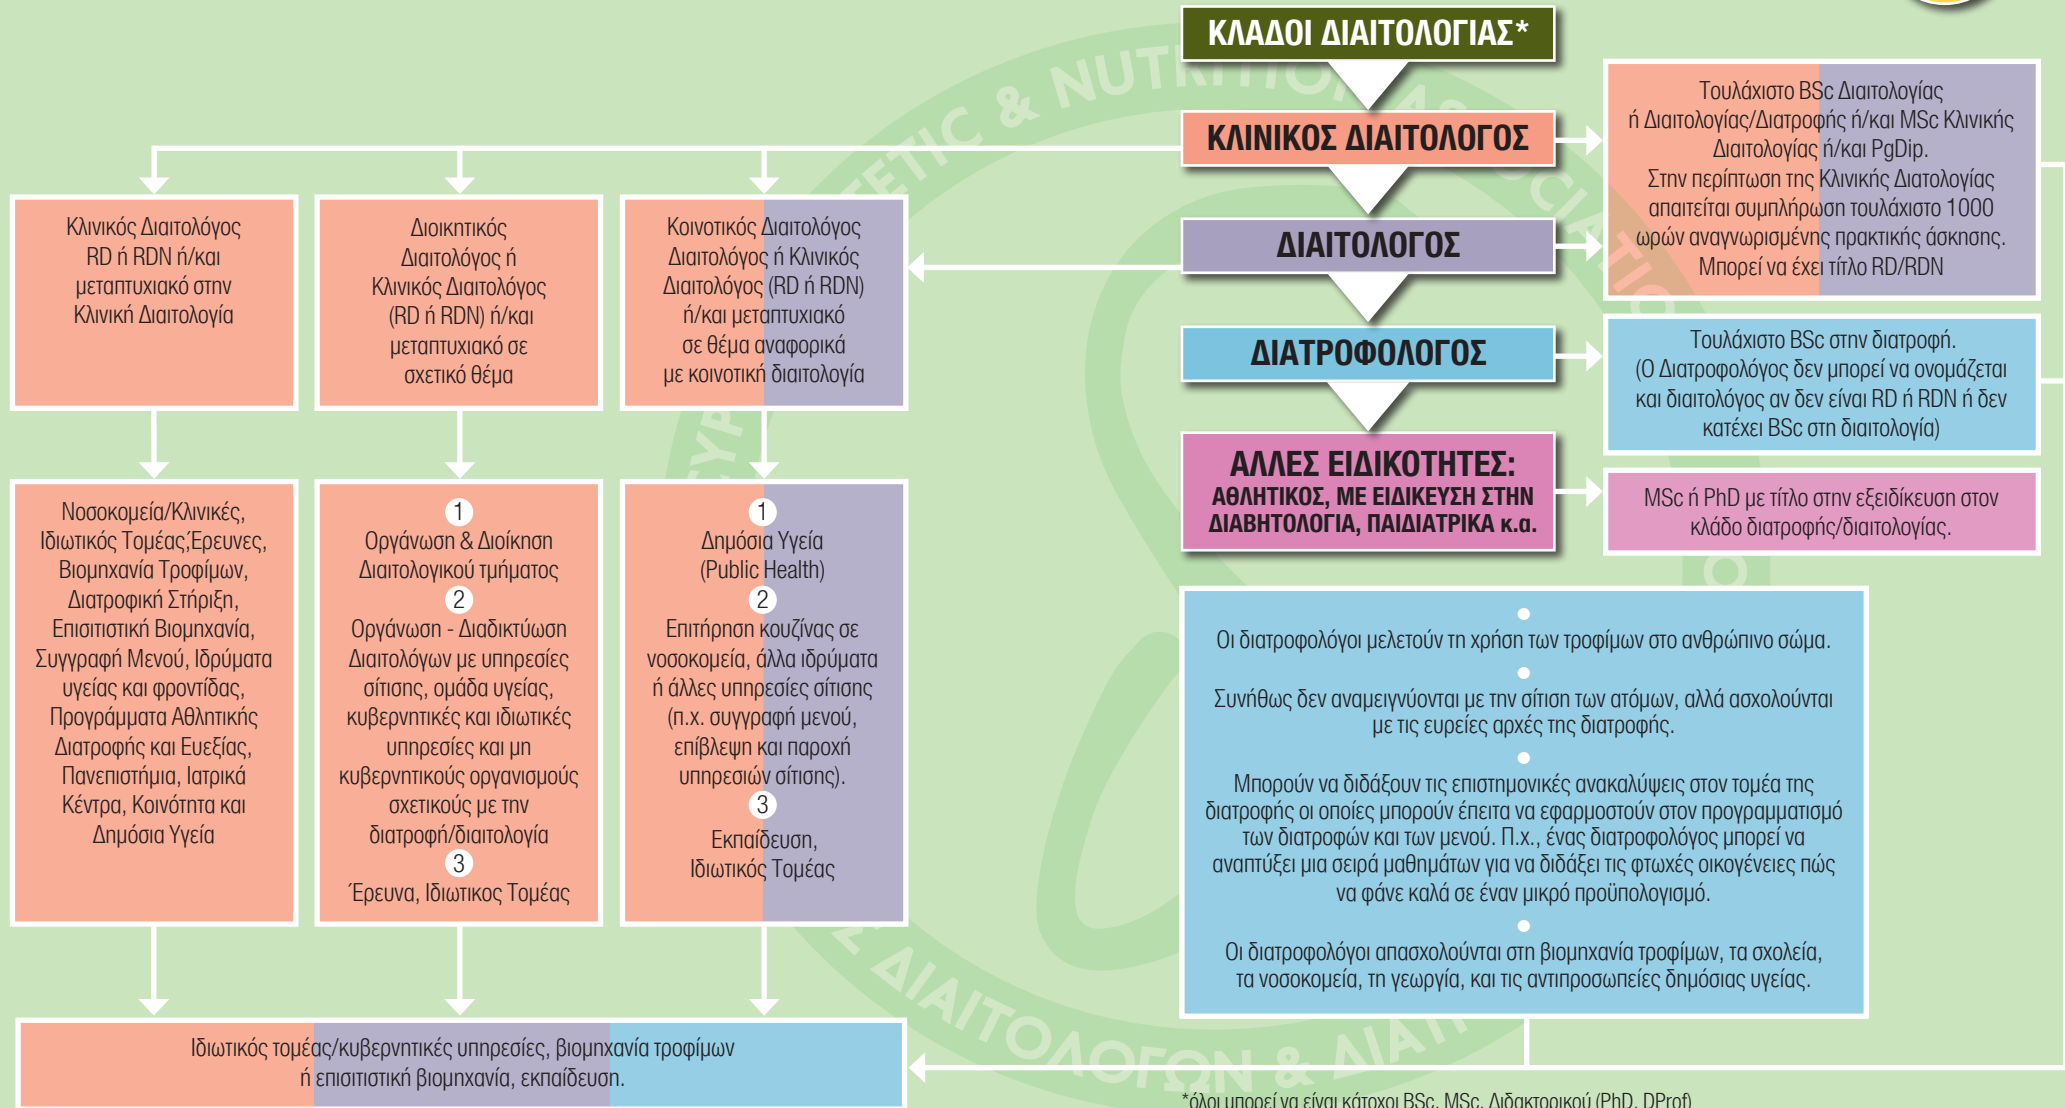 ΚΛΑΔΟΙ ΔΙΑΙΤΟΛΟΓΙΑΣ*
ΚΛΙΝΙΚΟΣ ΔΙΑΙΤΟΛΟΓΟΣ
Τουλάχιστο BSc Διαιτολογίας
ή Διαιτολογίας/Διατροφής ή/και MSc Κλινικής
Διαιτολογίας ή/και PgDip.
Στην περίπτωση της Κλινικής Διατολογίας
απαιτείται συμπλήρωση τουλάχιστο 1000
ωρών αναγνωρισμένης πρακτικής άσκησης.
Μπορεί να έχει τίτλο RD/RDN
ΔΙΑΙΤΟΛΟΓΟΣ
ΔΙΑΤΡΟΦΟΛΟΓΟΣ
Τουλάχιστο BSc στην διατροφή.
(Ο Διατροφολόγος δεν μπορεί να ονομάζεται
και διαιτολόγος αν δεν είναι RD ή RDN ή δεν
κατέχει BSc στη διαιτολογία)
ΑΛΛΕΣ ΕΙΔΙΚΟΤΗΤΕΣ:
ΑΘΛΗΤΙΚΟΣ, ΜΕ ΕΙΔΙΚΕΥΣΗ ΣΤΗΝ
ΔΙΑΒΗΤΟΛΟΓΙΑ, ΠΑΙΔΙΑΤΡΙΚΑ κ.α.
MSc ή PhD με τίτλο στην εξειδίκευση στον
κλάδο διατροφής/διαιτολογίας.
Κλινικός Διαιτολόγος
RD ή RDN ή/και
μεταπτυχιακό στην
Κλινική Διαιτολογία
Διοικητικός
Διαιτολόγος ή
Κλινικός Διαιτολόγος
(RD ή RDN) ή/και
μεταπτυχιακό σε
σχετικό θέμα
Κοινοτικός Διαιτολόγος
Διαιτολόγος ή Κλινικός
Διαιτολόγος (RD ή RDN)
ή/και μεταπτυχιακό
σε θέμα αναφορικά
με κοινοτική διαιτολογία
Νοσοκομεία/Κλινικές,
Ιδιωτικός Τομέας,Έρευνες,
Βιομηχανία Τροφίμων,
Διατροφική Στήριξη,
Επισιτιστική Βιομηχανία,
Συγγραφή Μενού, Ιδρύματα
υγείας και φροντίδας,
Προγράμματα Αθλητικής
Διατροφής και Ευεξίας,
Πανεπιστήμια, Ιατρικά
Κέντρα, Κοινότητα και
Δημόσια Υγεία
1
Οργάνωση & Διοίκηση
Διαιτολογικού τμήματος
2
Οργάνωση - Διαδικτύωση
Διαιτολόγων με υπηρεσίες
σίτισης, ομάδα υγείας,
κυβερνητικές και ιδιωτικές
υπηρεσίες και μη
κυβερνητικούς οργανισμούς
σχετικούς με την
διατροφή/διαιτολογία
3
Έρευνα, Ιδιωτικος Τομέας
1
Δημόσια Υγεία
(Public Health)
2
Επιτήρηση κουζίνας σε
νοσοκομεία, άλλα ιδρύματα
ή άλλες υπηρεσίες σίτισης
(π.χ. συγγραφή μενού,
επίβλεψη και παροχή
υπηρεσιών σίτισης).
3
Εκπαίδευση,
Ιδιωτικός Τομέας
Οι διατροφολόγοι μελετούν τη χρήση των τροφίμων στο ανθρώπινο σώμα.
Συνήθως δεν αναμειγνύονται με την σίτιση των ατόμων, αλλά ασχολούνται
με τις ευρείες αρχές της διατροφής.
Μπορούν να διδάξουν τις επιστημονικές ανακαλύψεις στον τομέα της
διατροφής οι οποίες μπορούν έπειτα να εφαρμοστούν στον προγραμματισμό
των διατροφών και των μενού. Π.χ., ένας διατροφολόγος μπορεί να
αναπτύξει μια σειρά μαθημάτων για να διδάξει τις φτωχές οικογένειες πώς
να φάνε καλά σε έναν μικρό προϋπολογισμό.
Οι διατροφολόγοι απασχολούνται στη βιομηχανία τροφίμων, τα σχολεία,
τα νοσοκομεία, τη γεωργία, και τις αντιπροσωπείες δημόσιας υγείας.
Ιδιωτικός τομέας/κυβερνητικές υπηρεσίες, βιομηχανία τροφίμων
ή επισιτιστική βιομηχανία, εκπαίδευση.
*όλοι μπορεί να είναι κάτοχοι BSc, MSc, Διδακτορικού (PhD, DProf)
& NUTRITION
ΔΙΑΙΤΟΛΟΓΩΝ &